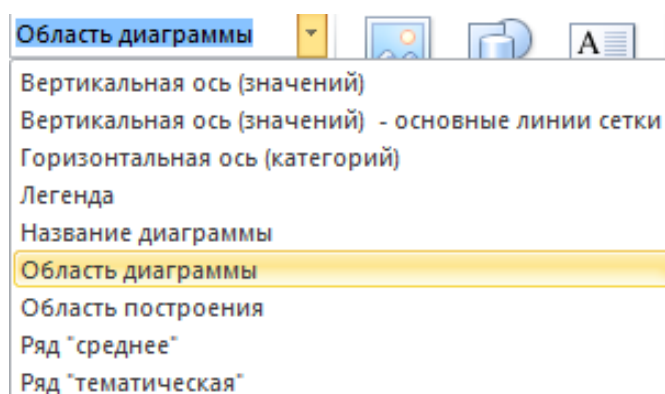 Область диаграммы
A
Вертикальная ось (значений)
Вертикальная ось (значений) - основные линии сетки
Горизонтальная ось (категорий)
Легенда
Название диаграммы
Область диаграммы
Область построения
Ряд "среднее"
Ряд "тематическая"